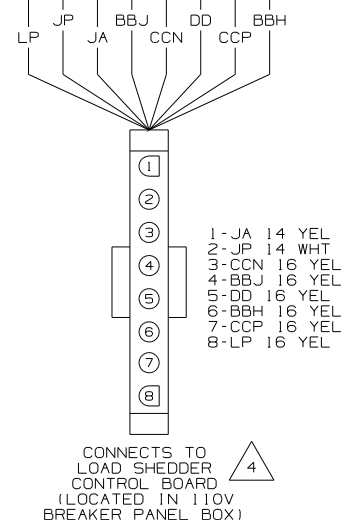 JP BBJ DD BBH
LP JA CCN CCP
1
2
3
4
5
6
7
8
1-JA 14 YEL
2-JP 14 WHT
3-CCN 16 YEL
4-BBJ 16 YEL
5-DD 16 YEL
6-BBH 16 YEL
7-CCP 16 YEL
8-LP 16 YEL
CONNECTS TO
LOAD SHEDDER
CONTROL BOARD
(LOCATED IN 110V
BREAKER PANEL BOX)
4